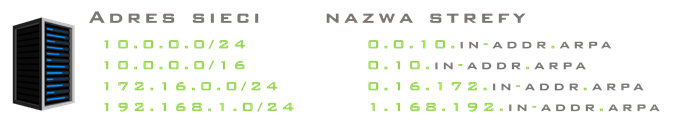 Adres sieci nazwa strefy
10.0.0.0/24 0.0.10.in-addr.arpa
10.0.0.0/16 0.10.in-addr.arpa
172.16.0.0/24 0.16.172.in-addr.arpa
192.168.1.0/24 1.168.192.in-addr.arpa